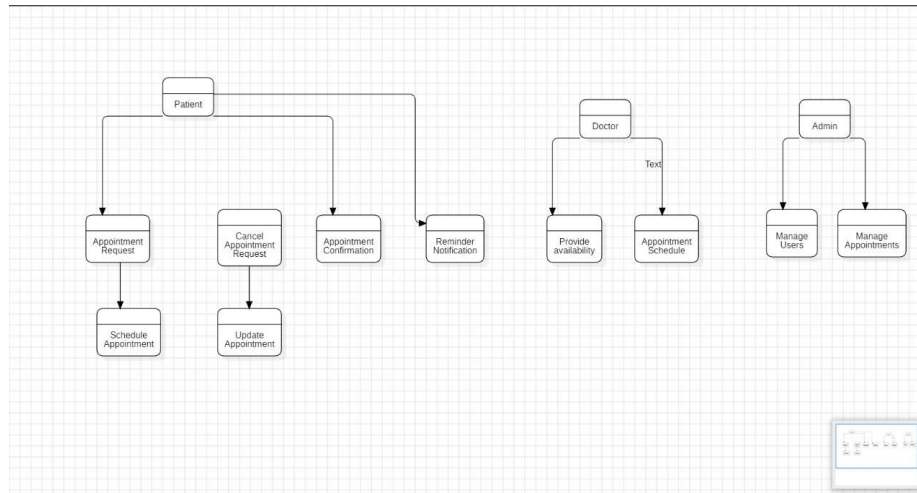 Patient
Doctor
Admin
Text
Appointment
Request
Cancel
Appointment
Request
Appointment
Confirmation
Reminder
Notification
Provide
availability
Appointment
Schedule
Manage
Users
Manage
Appointments
Schedule
Appointment
Update
Appointment